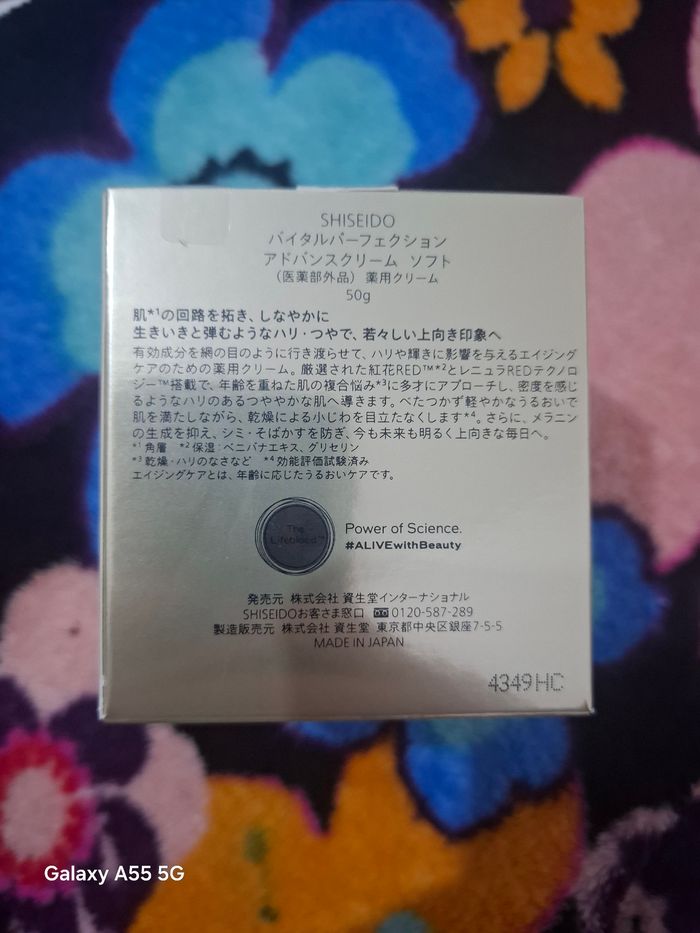 SHISEIDO
バイタルパーフェクション
アドバンスクリーム ソフト
（医薬部外品） 薬用クリーム
50g
肌*1の回路を拓き、しなやかに
生きいきと弾むようなハリ・つやで、若々しい上向き印象へ
有効成分を網の目のように行き渡らせて、ハリや輝きに影響を与えるエイジング
ケアのための薬用クリーム。厳選された紅花RED™*2とレニュラREDテクノロ
ジー™搭載で、年齢を重ねた肌の複合悩み*3に多才にアプローチし、密度を感じ
るようなハリのあるつややかな肌へ導きます。べたつかず軽やかなうるおいで
肌を満たしながら、乾燥による小じわを目立たなくします*4。さらに、メラニン
の生成を抑え、シミ・そばかすを防ぎ、今も未来も明るく上向きな毎日へ。
*1 角層 *2 保湿：ベニバナエキス、グリセリン
*3 乾燥・ハリのなさなど *4 効能評価試験済み
エイジングケアとは、年齢に応じたうるおいケアです。
The
Lifeblood™
Power of Science.
#ALIVEwithBeauty
発売元 株式会社 資生堂インターナショナル
SHISEIDOお客さま窓口 0120-587-289
製造販売元 株式会社 資生堂 東京都中央区銀座7-5-5
MADE IN JAPAN
4349HC
Galaxy A55 5G